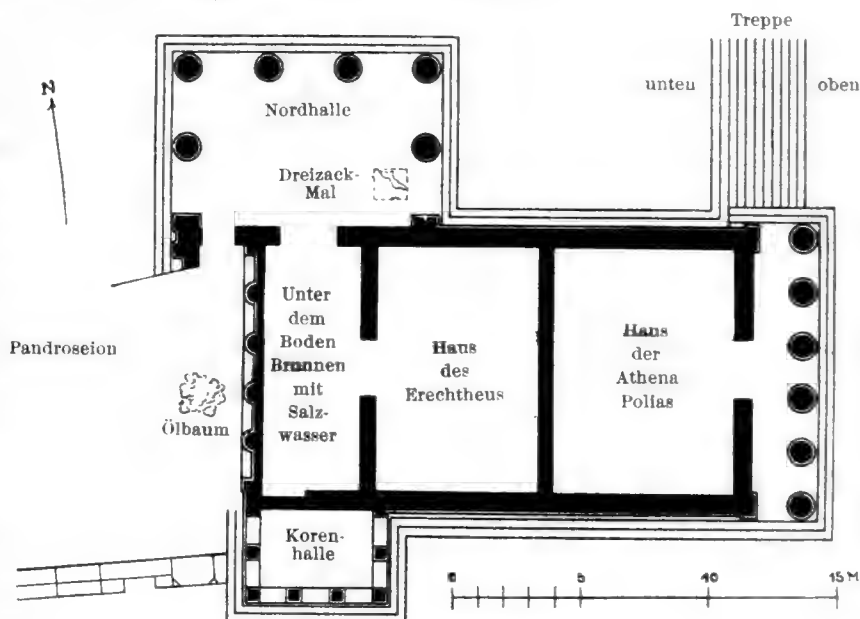 Treppe
unten
oben
N
Nordhalle
Dreizack-
Mal
Pandroseion
Ölbaum
Unter
dem
Boden
Brunnen
mit
Salz-
wasser
Haus
des
Erechtheus
Haus
der
Athena
Polias
Koren-
halle
0 5 10 15 M